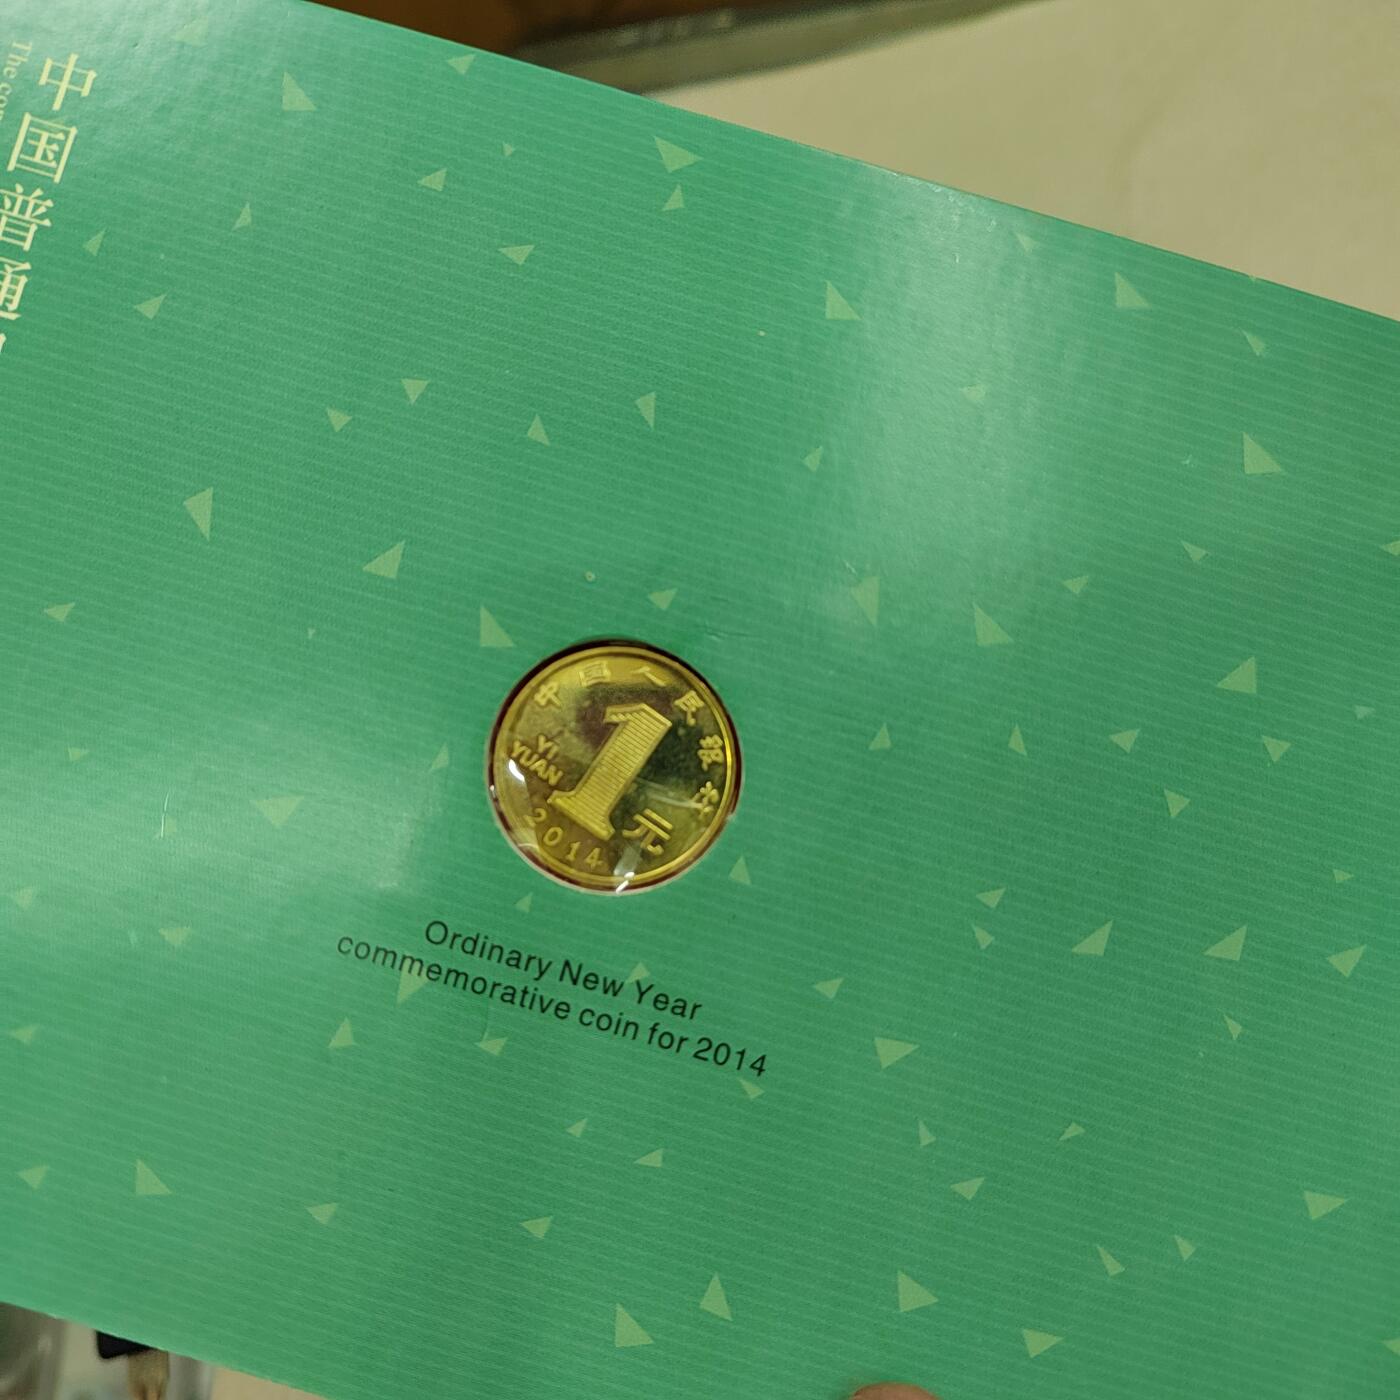 中国普通
The co
中国人民银行
YI
YUAN
1
元
2014
Ordinary New Year
commemorative coin for 2014